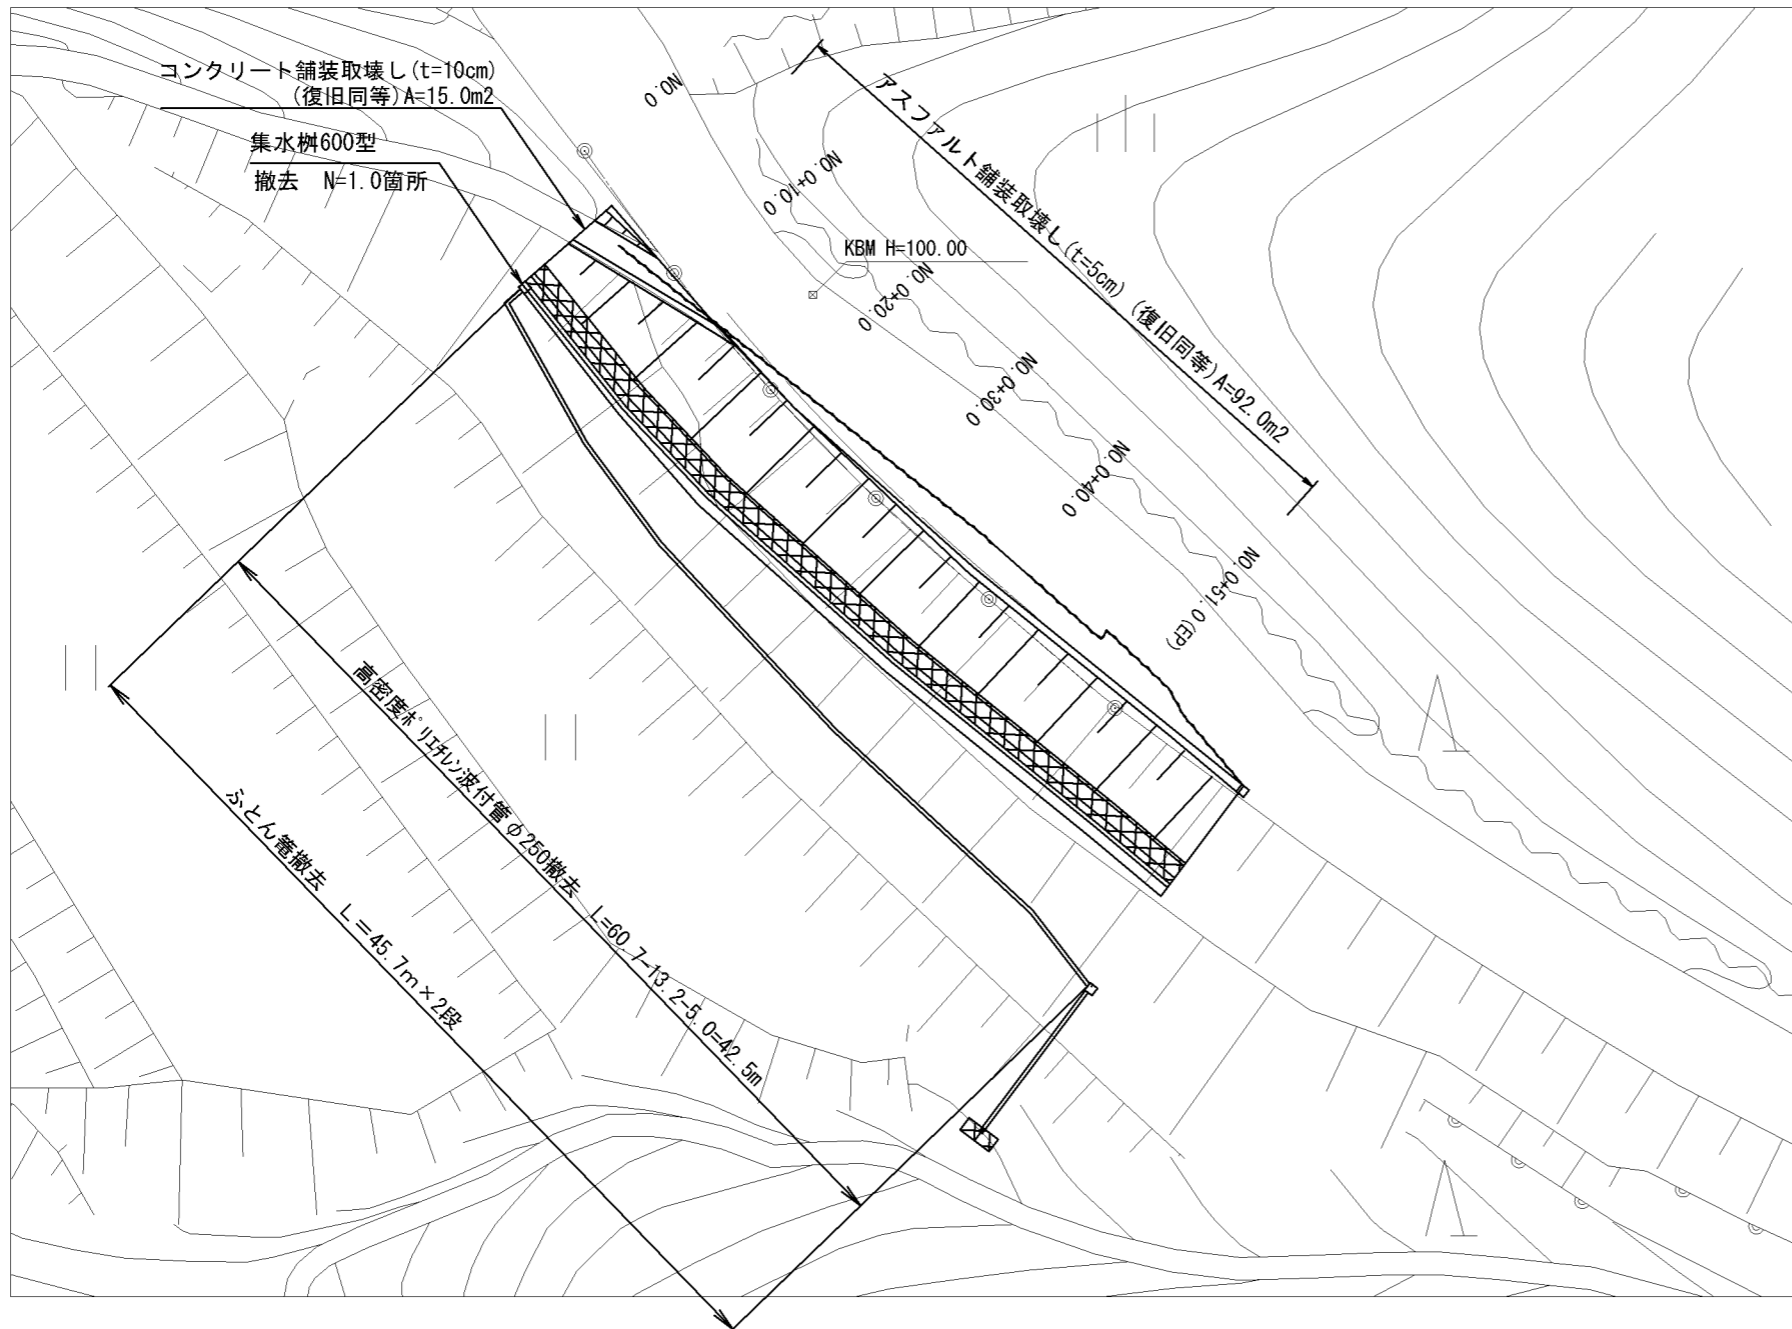 コンクリート舗装取壊し(t=10cm)
(復旧同等)A=15.0m2
集水桝600型
撤去 N=1.0箇所
NO.0
アスファルト舗装取壊し(t=5cm) (復旧同等)A=92.0m2
NO.0+10.0
KBM H=100.00
NO.0+20.0
NO.0+30.0
NO.0+40.0
NO.0+51.0(EP)
高密度ﾎﾟﾘｴﾁﾚﾝ波付管φ250撤去 L=60.7-13.2-5.0=42.5m
ふとん篭撤去 L=45.7m×2段